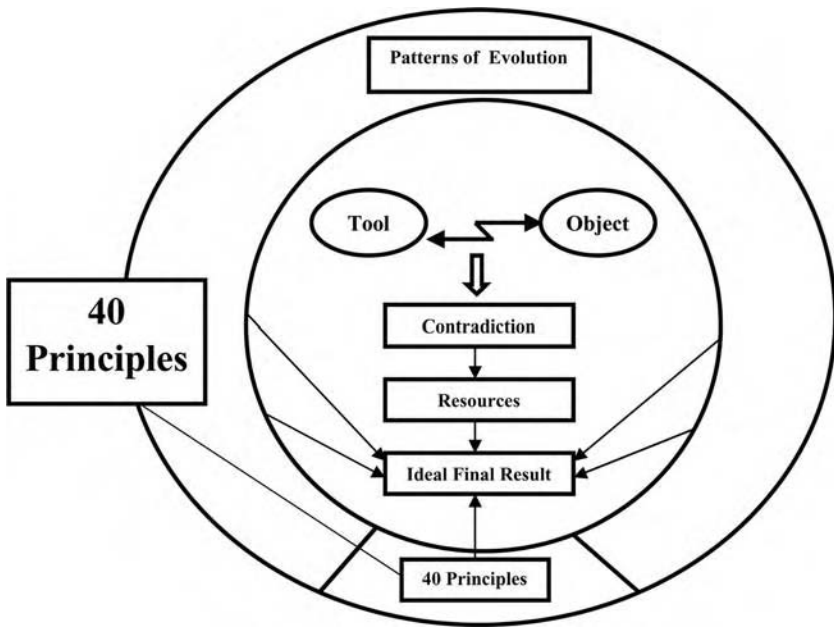 Patterns of Evolution
Tool
Object
40
Principles
Contradiction
Resources
Ideal Final Result
40 Principles